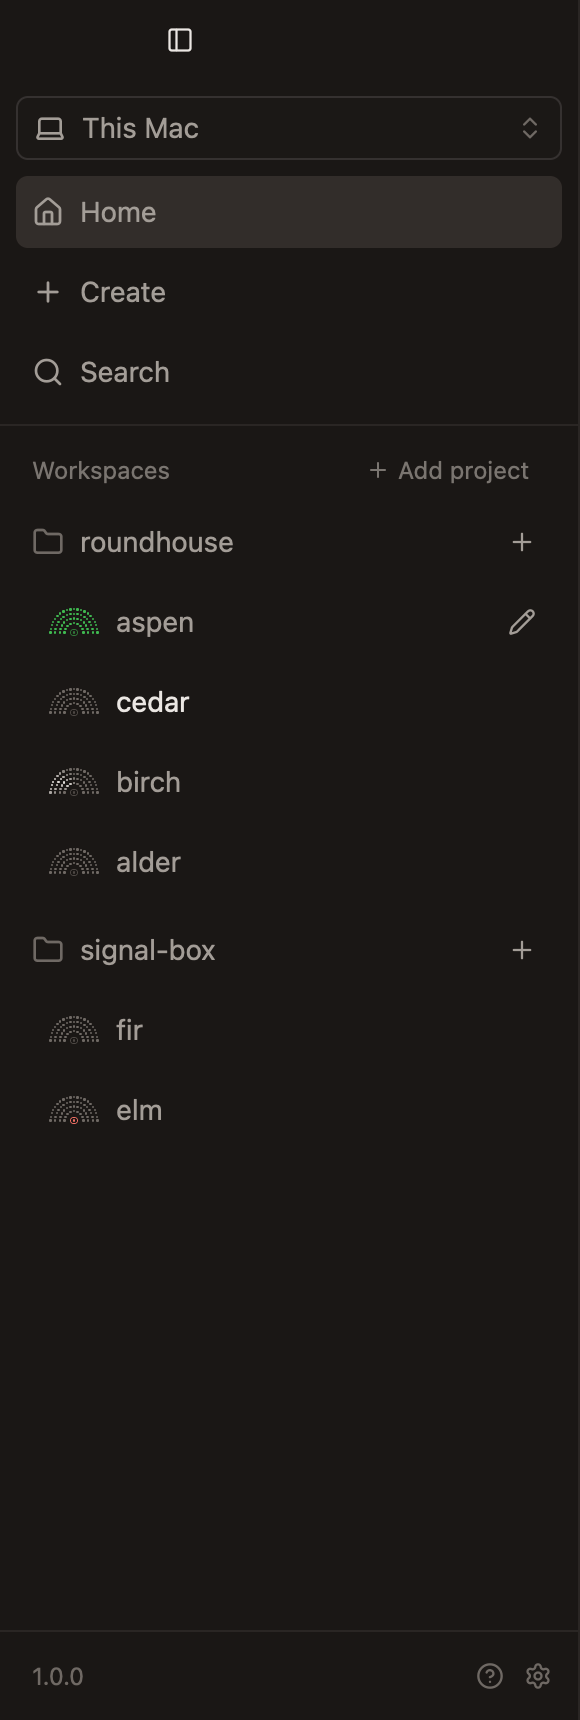 This Mac
Home
Create
Search
Workspaces
Add project
roundhouse
aspen
cedar
birch
alder
signal-box
fir
elm
1.0.0